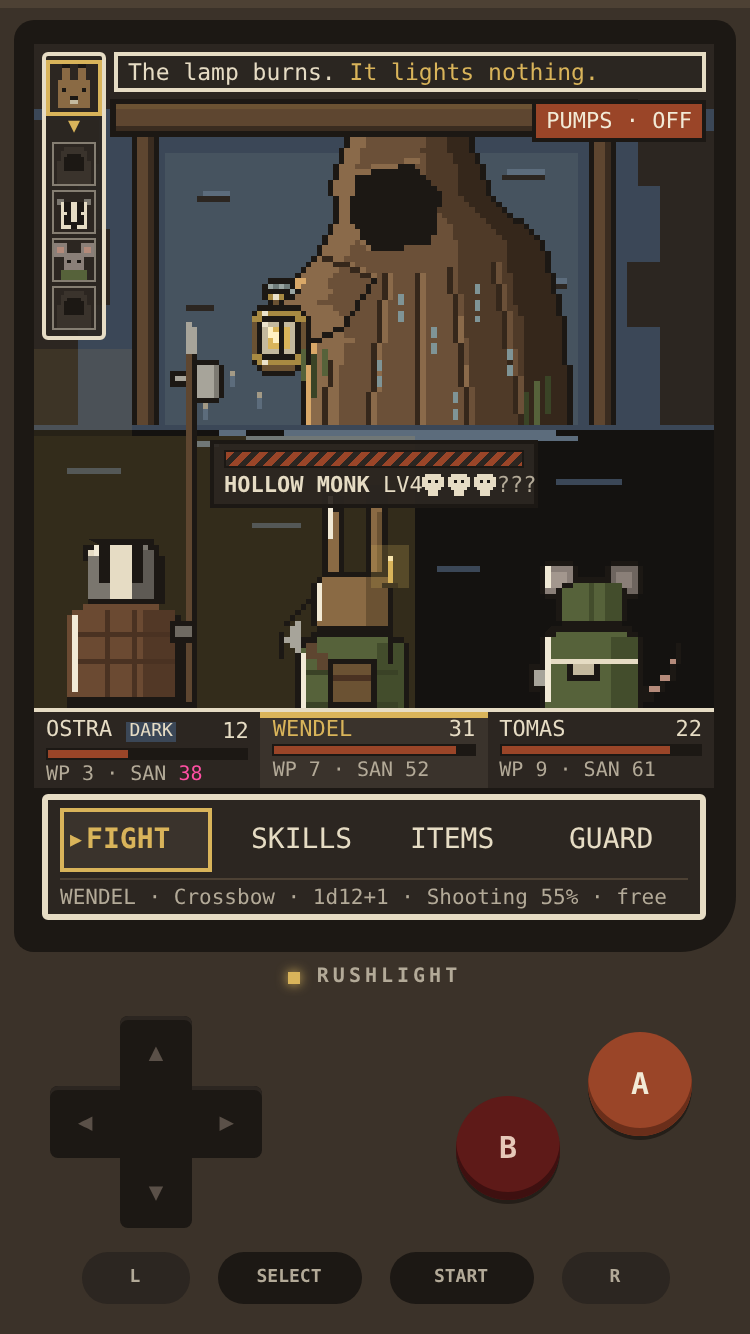 The lamp burns. It lights nothing.
PUMPS · OFF
HOLLOW MONK LV4 ???
OSTRA DARK 12
WP 3 · SAN 38
WENDEL 31
WP 7 · SAN 52
TOMAS 22
WP 9 · SAN 61
▶FIGHT SKILLS ITEMS GUARD
WENDEL · Crossbow · 1d12+1 · Shooting 55% · free
RUSHLIGHT
A
B
L SELECT START R